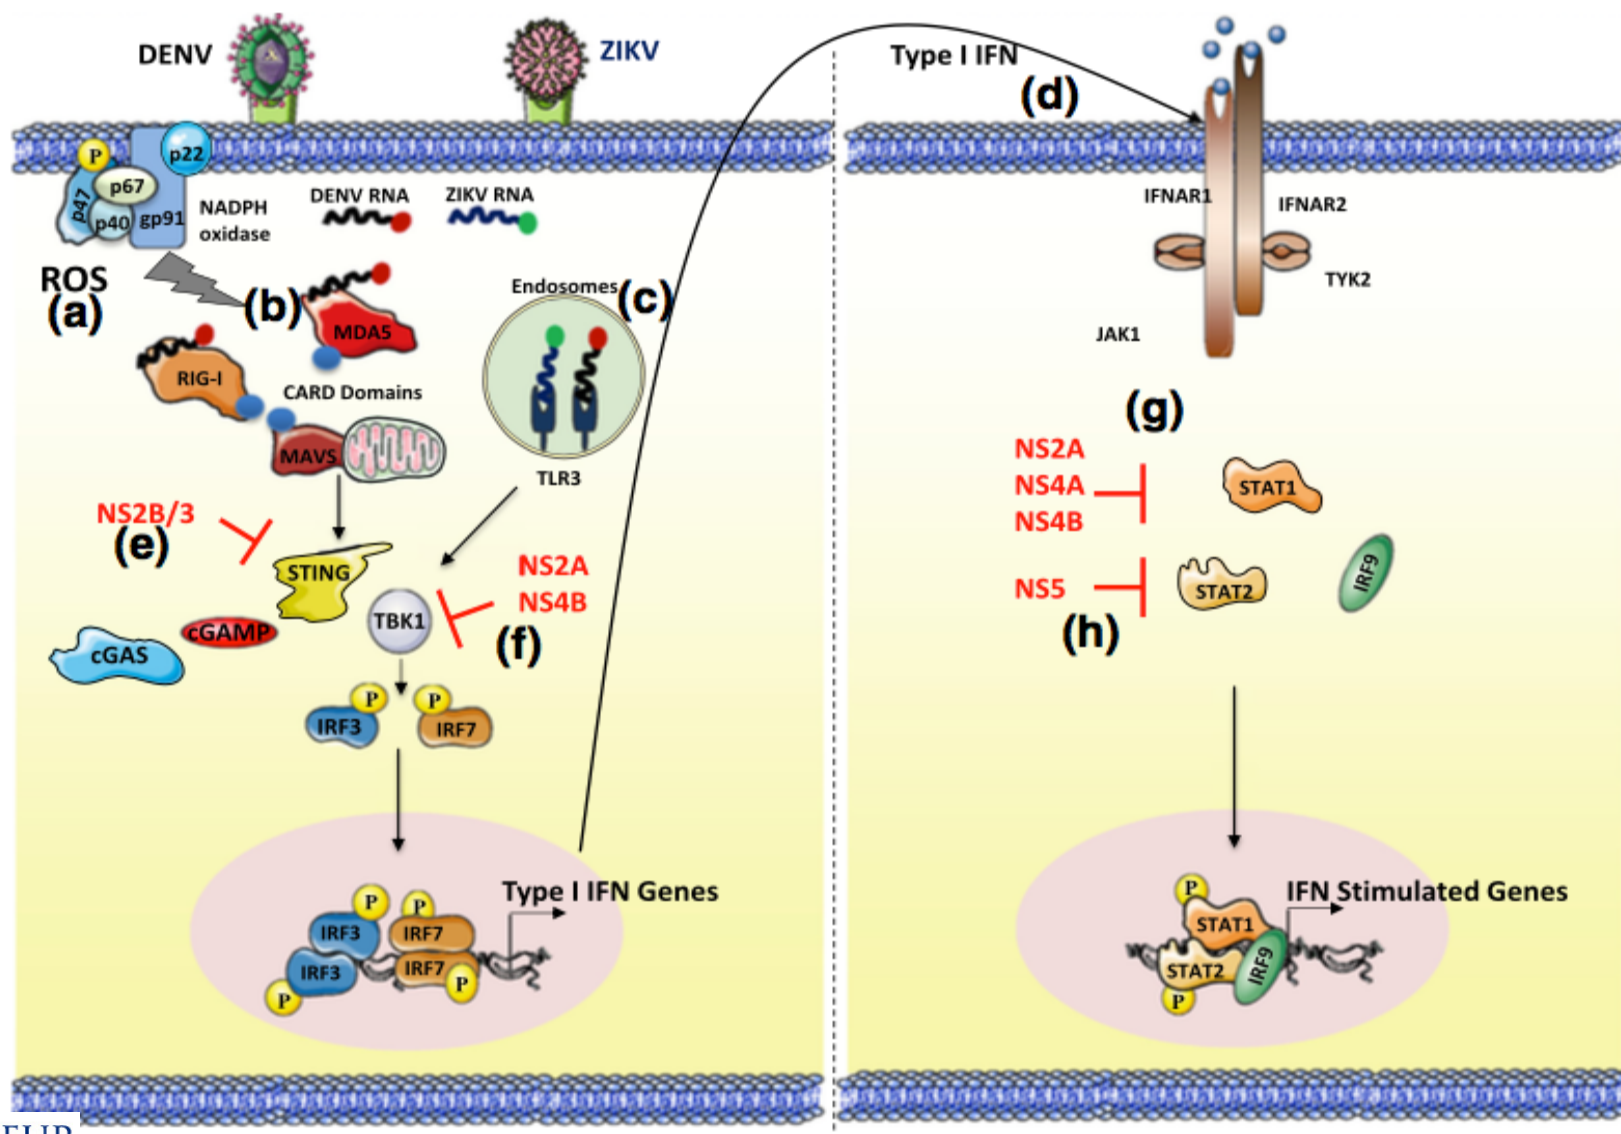 DENV
ZIKV
Type I IFN
(d)
P
p22
p67
p47
p40
gp91
NADPH
oxidase
DENV RNA
ZIKV RNA
IFNAR1
IFNAR2
TYK2
JAK1
ROS
(a)
(b)
MDA5
Endosomes
(c)
RIG-I
CARD Domains
MAVS
TLR3
NS2B/3
(e)
STING
NS2A
NS4B
TBK1
(f)
cGAMP
cGAS
P
P
IRF3
IRF7
Type I IFN Genes
P
P
IRF3
IRF7
IRF3
IRF7
P
P
(g)
NS2A
NS4A
NS4B
STAT1
IRF9
NS5
STAT2
(h)
IFN Stimulated Genes
P
STAT1
STAT2
IRF9
P